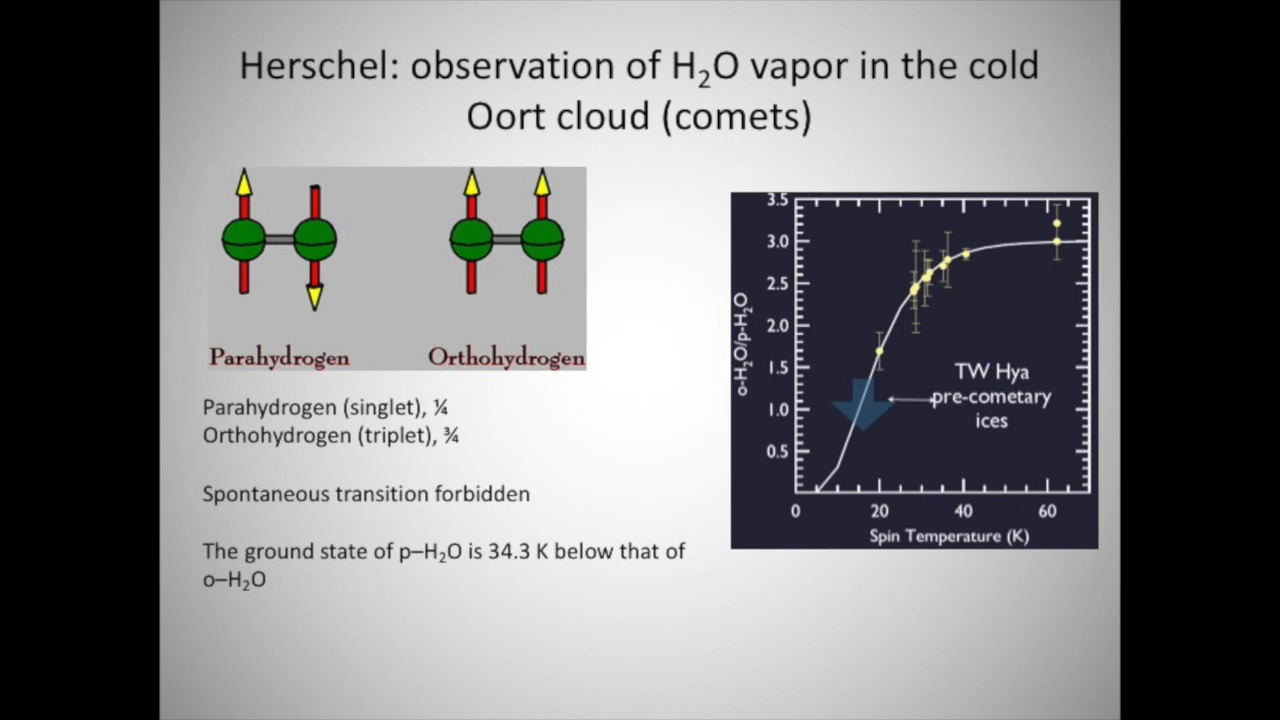 Herschel: observation of H₂O vapor in the cold
Oort cloud (comets)
Parahydrogen
Orthohydrogen
Parahydrogen (singlet), ¼
Orthohydrogen (triplet), ¾
Spontaneous transition forbidden
The ground state of p–H₂O is 34.3 K below that of
o–H₂O
o-H₂O/p-H₂O
3.5
3.0
2.5
2.0
1.5
1.0
0.5
TW Hya
pre-cometary
ices
0 20 40 60
Spin Temperature (K)